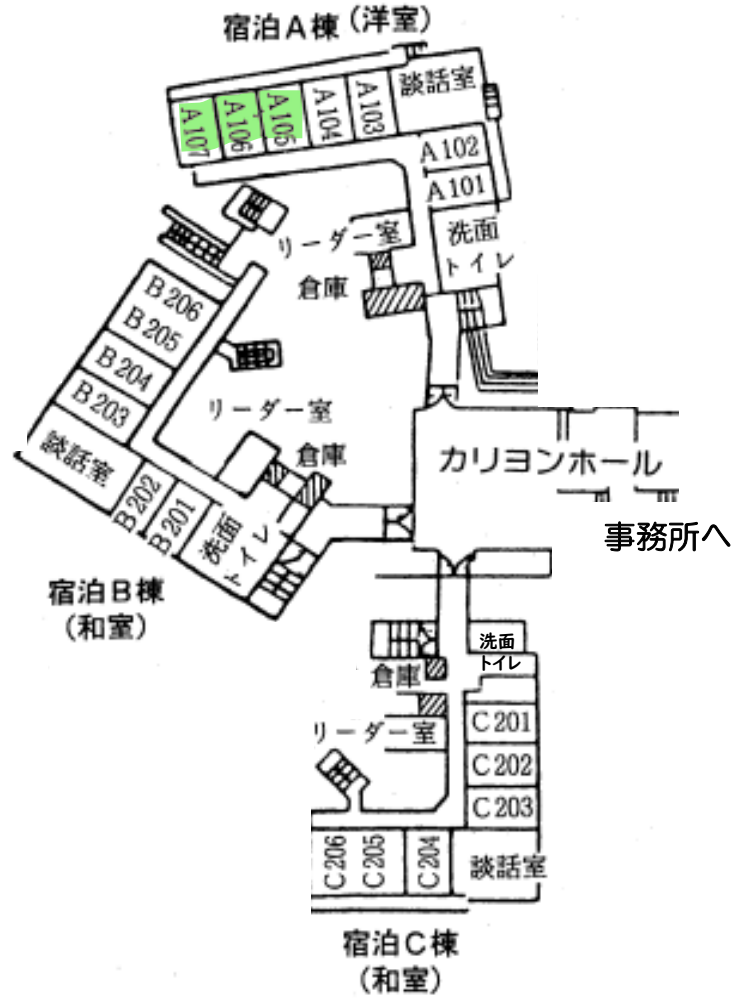 宿泊A棟(洋室)
談話室
A107
A106
A105
A104
A103
A102
A101
洗面
トイレ
リーダー室
倉庫
B206
B205
B204
B203
談話室
B202
B201
洗面
トイレ
リーダー室
倉庫
宿泊B棟
(和室)
カリヨンホール
事務所へ
洗面
トイレ
倉庫
リーダー室
C201
C202
C203
C206
C205
C204
談話室
宿泊C棟
(和室)